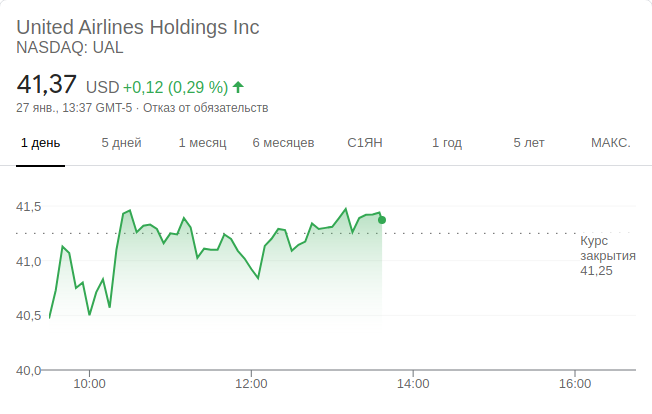 United Airlines Holdings Inc
NASDAQ: UAL
41,37 USD +0,12 (0,29 %)
27 янв., 13:37 GMT-5 · Отказ от обязательств
1 день 5 дней 1 месяц 6 месяцев С1ЯН 1 год 5 лет МАКС.
41,5
41,0
40,5
40,0
Курс
закрытия
41,25
10:00 12:00 14:00 16:00